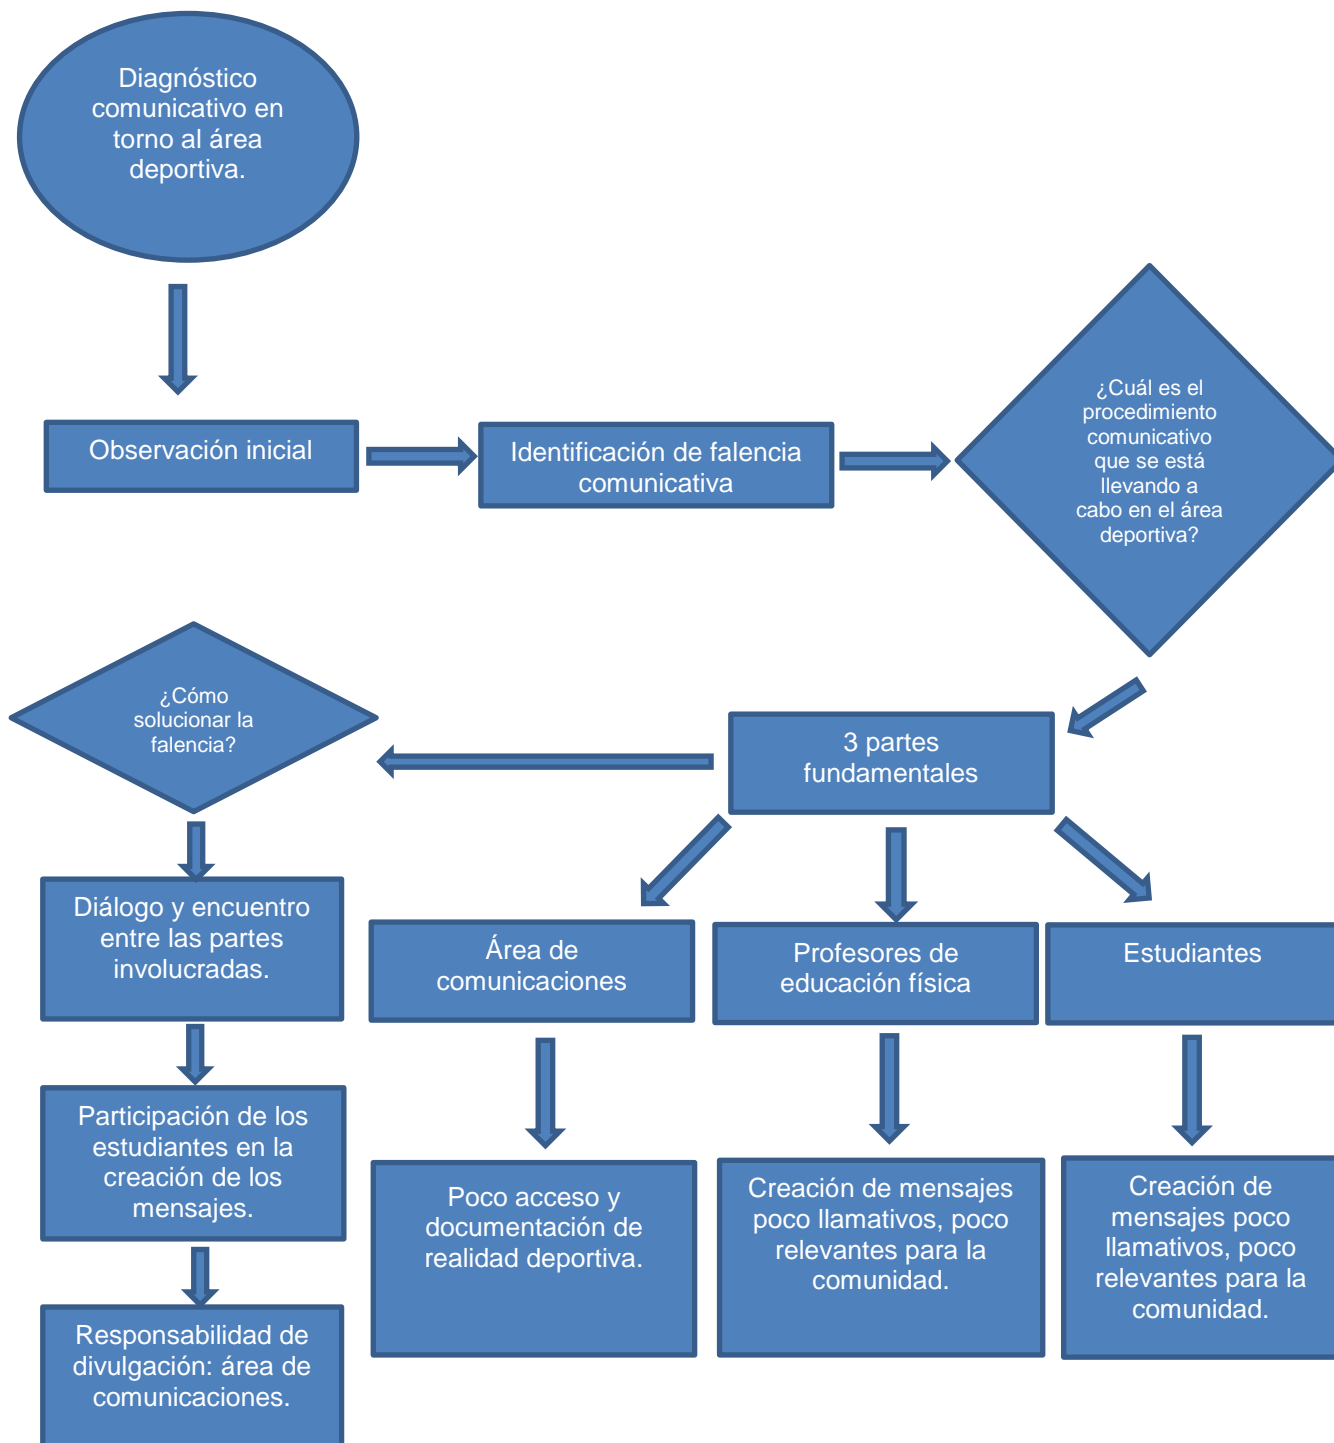 Diagnóstico
comunicativo en
torno al área
deportiva.
Observación inicial
Identificación de falencia
comunicativa
¿Cuál es el
procedimiento
comunicativo
que se está
llevando a
cabo en el área
deportiva?
3 partes
fundamentales
¿Cómo
solucionar la
falencia?
Diálogo y encuentro
entre las partes
involucradas.
Participación de los
estudiantes en la
creación de los
mensajes.
Responsabilidad de
divulgación: área de
comunicaciones.
Área de
comunicaciones
Poco acceso y
documentación de
realidad deportiva.
Profesores de
educación física
Creación de mensajes
poco llamativos, poco
relevantes para la
comunidad.
Estudiantes
Creación de
mensajes poco
llamativos, poco
relevantes para la
comunidad.